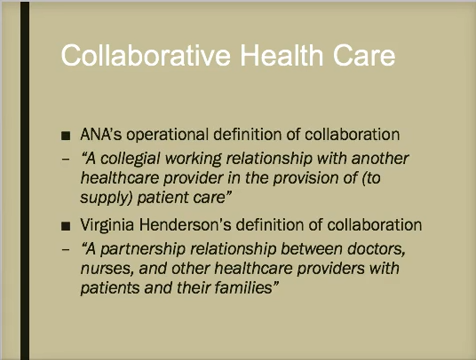 Collaborative Health Care
■ ANA's operational definition of collaboration
– "A collegial working relationship with another
healthcare provider in the provision of (to
supply) patient care"
■ Virginia Henderson's definition of collaboration
– "A partnership relationship between doctors,
nurses, and other healthcare providers with
patients and their families"